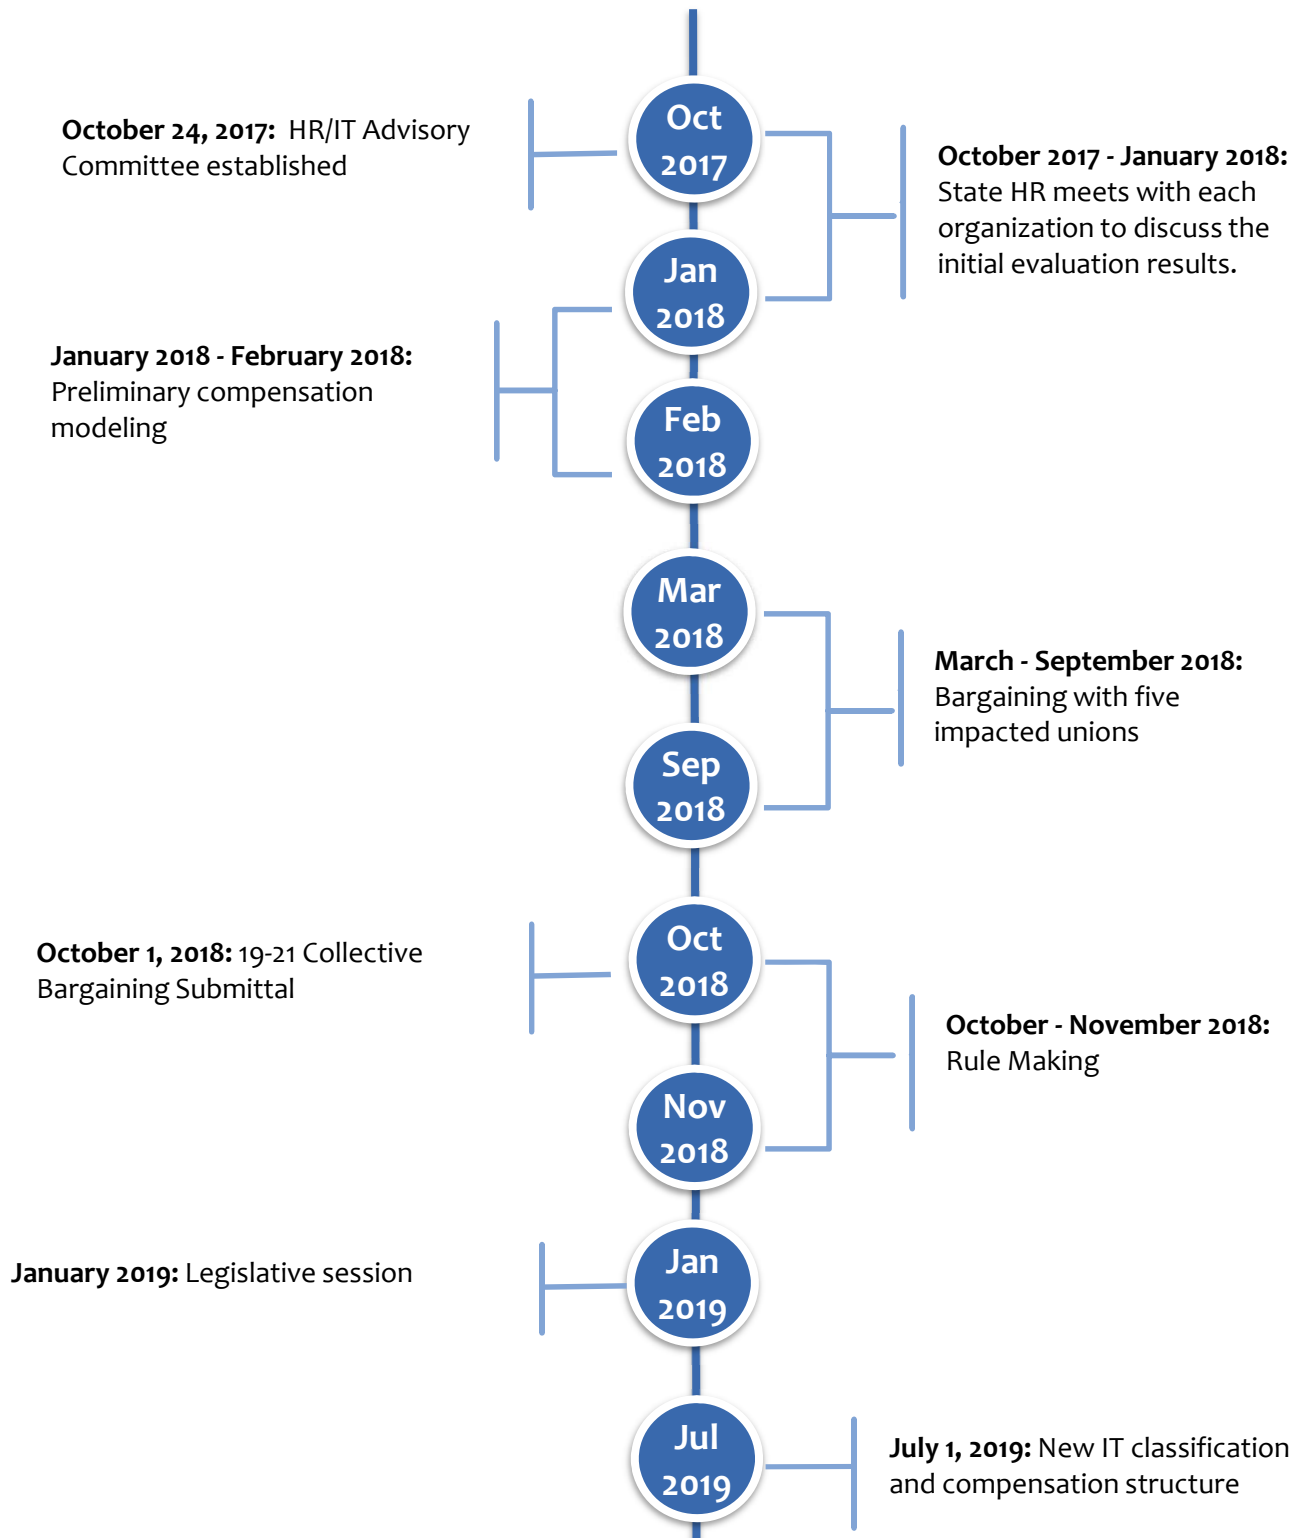 Oct
2017
October 24, 2017: HR/IT Advisory
Committee established
October 2017 - January 2018:
State HR meets with each
organization to discuss the
initial evaluation results.
Jan
2018
January 2018 - February 2018:
Preliminary compensation
modeling
Feb
2018
Mar
2018
March - September 2018:
Bargaining with five
impacted unions
Sep
2018
Oct
2018
October 1, 2018: 19-21 Collective
Bargaining Submittal
October - November 2018:
Rule Making
Nov
2018
Jan
2019
January 2019: Legislative session
Jul
2019
July 1, 2019: New IT classification
and compensation structure